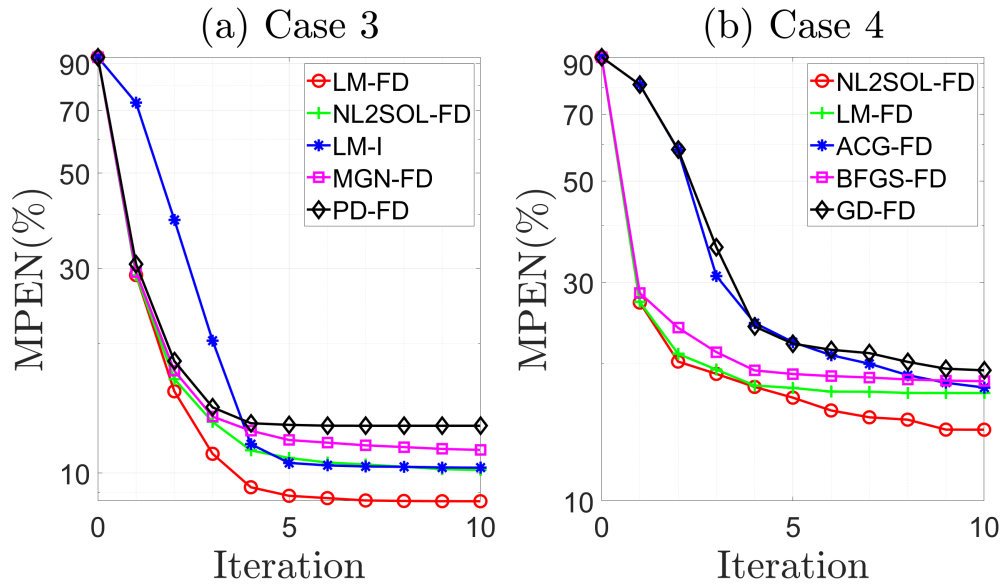 (a) Case 3
MPEN(%)
90
70
50
30
10
0
5
10
Iteration
LM-FD
NL2SOL-FD
LM-I
MGN-FD
PD-FD
(b) Case 4
MPEN(%)
90
70
50
30
10
0
5
10
Iteration
NL2SOL-FD
LM-FD
ACG-FD
BFGS-FD
GD-FD